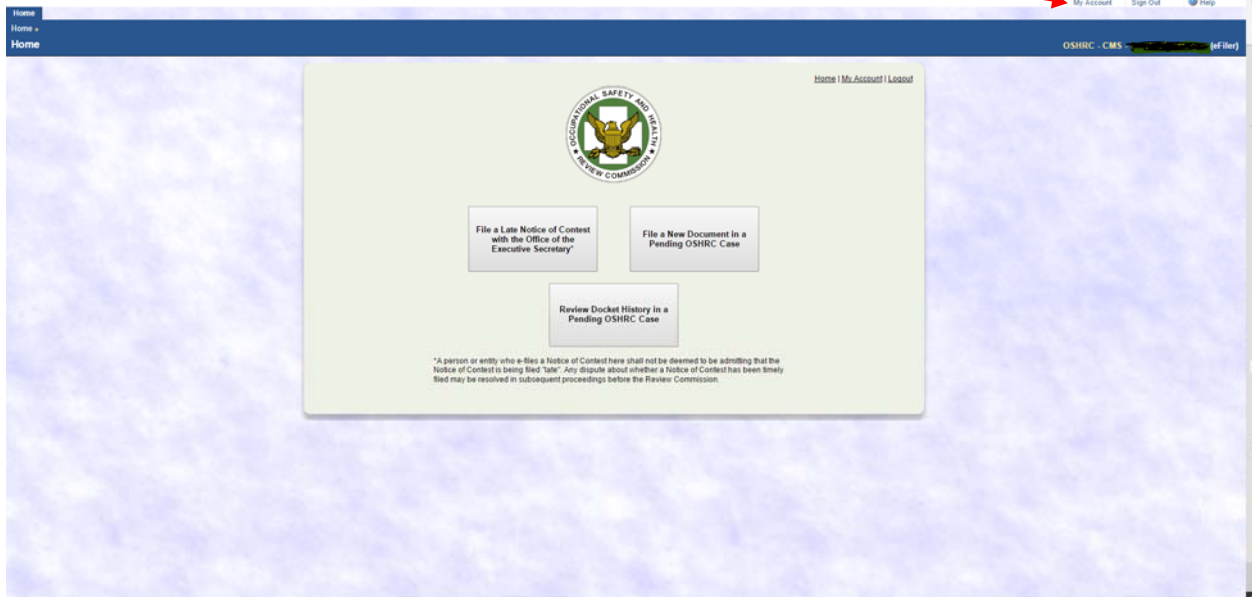 My Account Sign Out Help
Home
Home »
Home
OSHRC - CMS - (eFiler)
Home | My Account | Logout
OCCUPATIONAL SAFETY AND HEALTH
★ REVIEW COMMISSION ★
File a Late Notice of Contest
with the Office of the
Executive Secretary*
File a New Document in a
Pending OSHRC Case
Review Docket History in a
Pending OSHRC Case
*A person or entity who e-files a Notice of Contest here shall not be deemed to be admitting that the
Notice of Contest is being filed "late". Any dispute about whether a Notice of Contest has been timely
filed may be resolved in subsequent proceedings before the Review Commission.